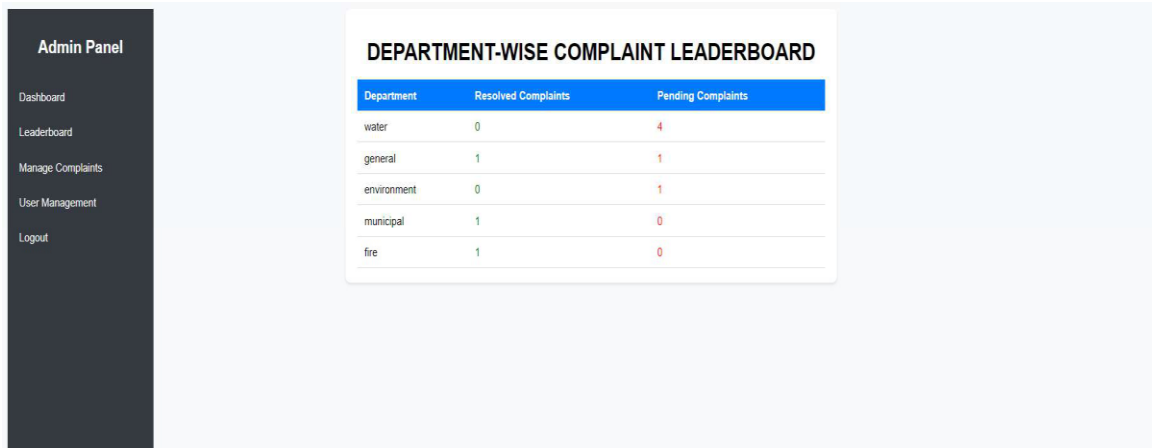 Admin Panel
Dashboard
Leaderboard
Manage Complaints
User Management
Logout
DEPARTMENT-WISE COMPLAINT LEADERBOARD
Department Resolved Complaints Pending Complaints
water 0 4
general 1 1
environment 0 1
municipal 1 0
fire 1 0